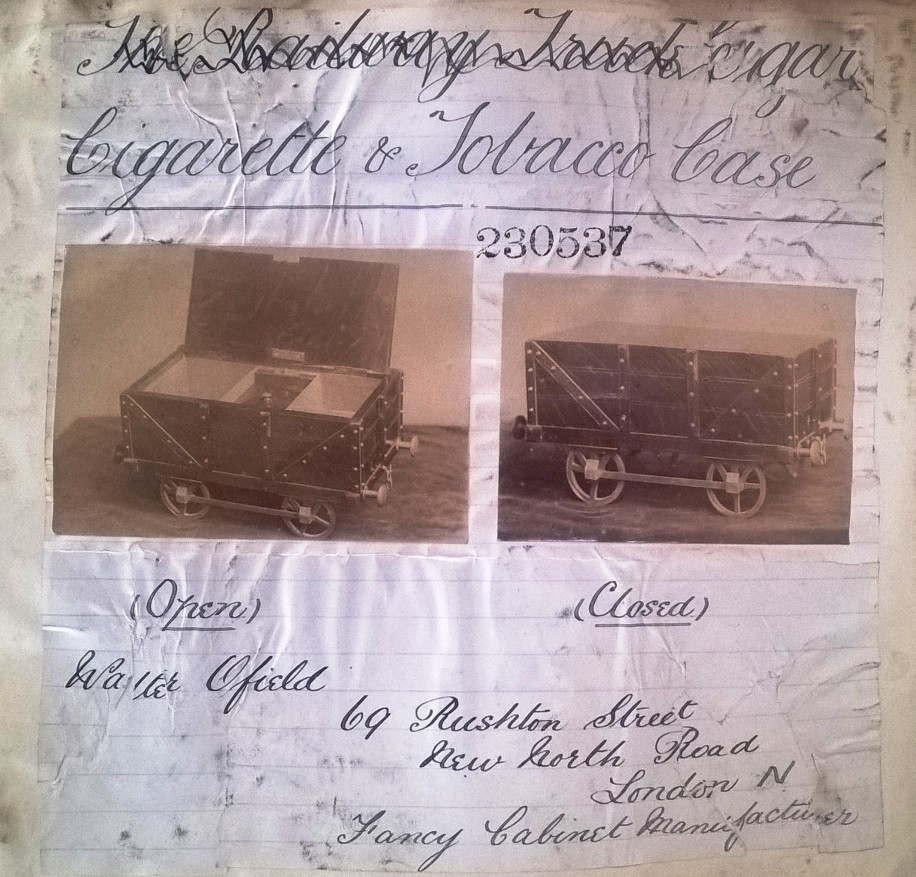 The Railway Truck "Cigar
Cigarette & Tobacco Case
230537
(Open)
(Closed)
Walter Ofield
69 Rushton Street
New North Road
London N
Fancy Cabinet Manufacturer